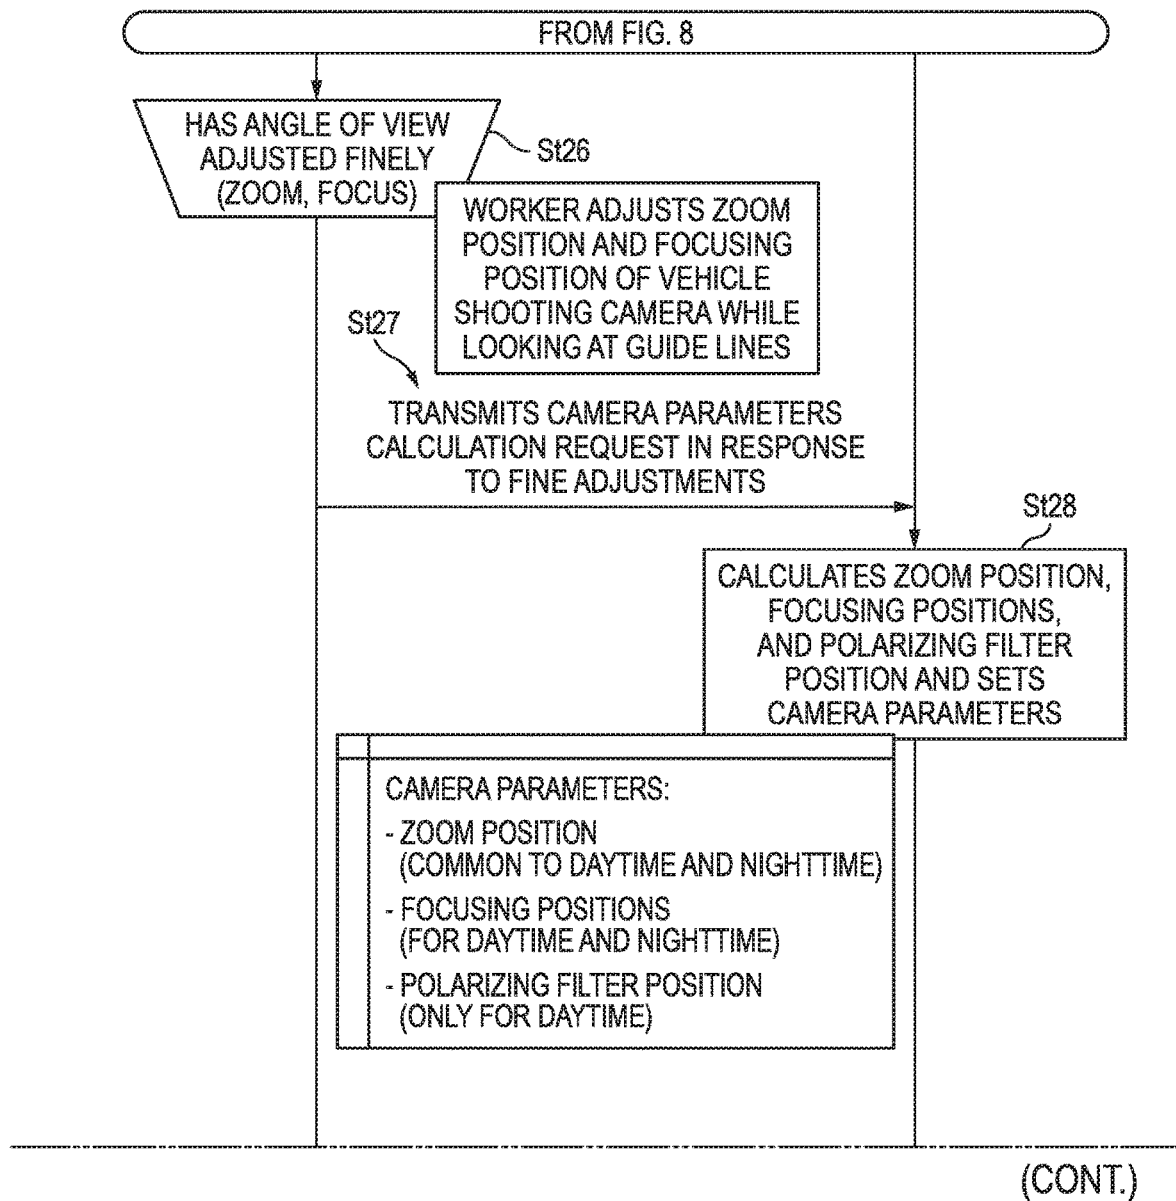 FROM FIG. 8
HAS ANGLE OF VIEW
ADJUSTED FINELY
(ZOOM, FOCUS)
St26
WORKER ADJUSTS ZOOM
POSITION AND FOCUSING
POSITION OF VEHICLE
SHOOTING CAMERA WHILE
LOOKING AT GUIDE LINES
St27
TRANSMITS CAMERA PARAMETERS
CALCULATION REQUEST IN RESPONSE
TO FINE ADJUSTMENTS
St28
CALCULATES ZOOM POSITION,
FOCUSING POSITIONS,
AND POLARIZING FILTER
POSITION AND SETS
CAMERA PARAMETERS
CAMERA PARAMETERS:
- ZOOM POSITION
(COMMON TO DAYTIME AND NIGHTTIME)
- FOCUSING POSITIONS
(FOR DAYTIME AND NIGHTTIME)
- POLARIZING FILTER POSITION
(ONLY FOR DAYTIME)
(CONT.)